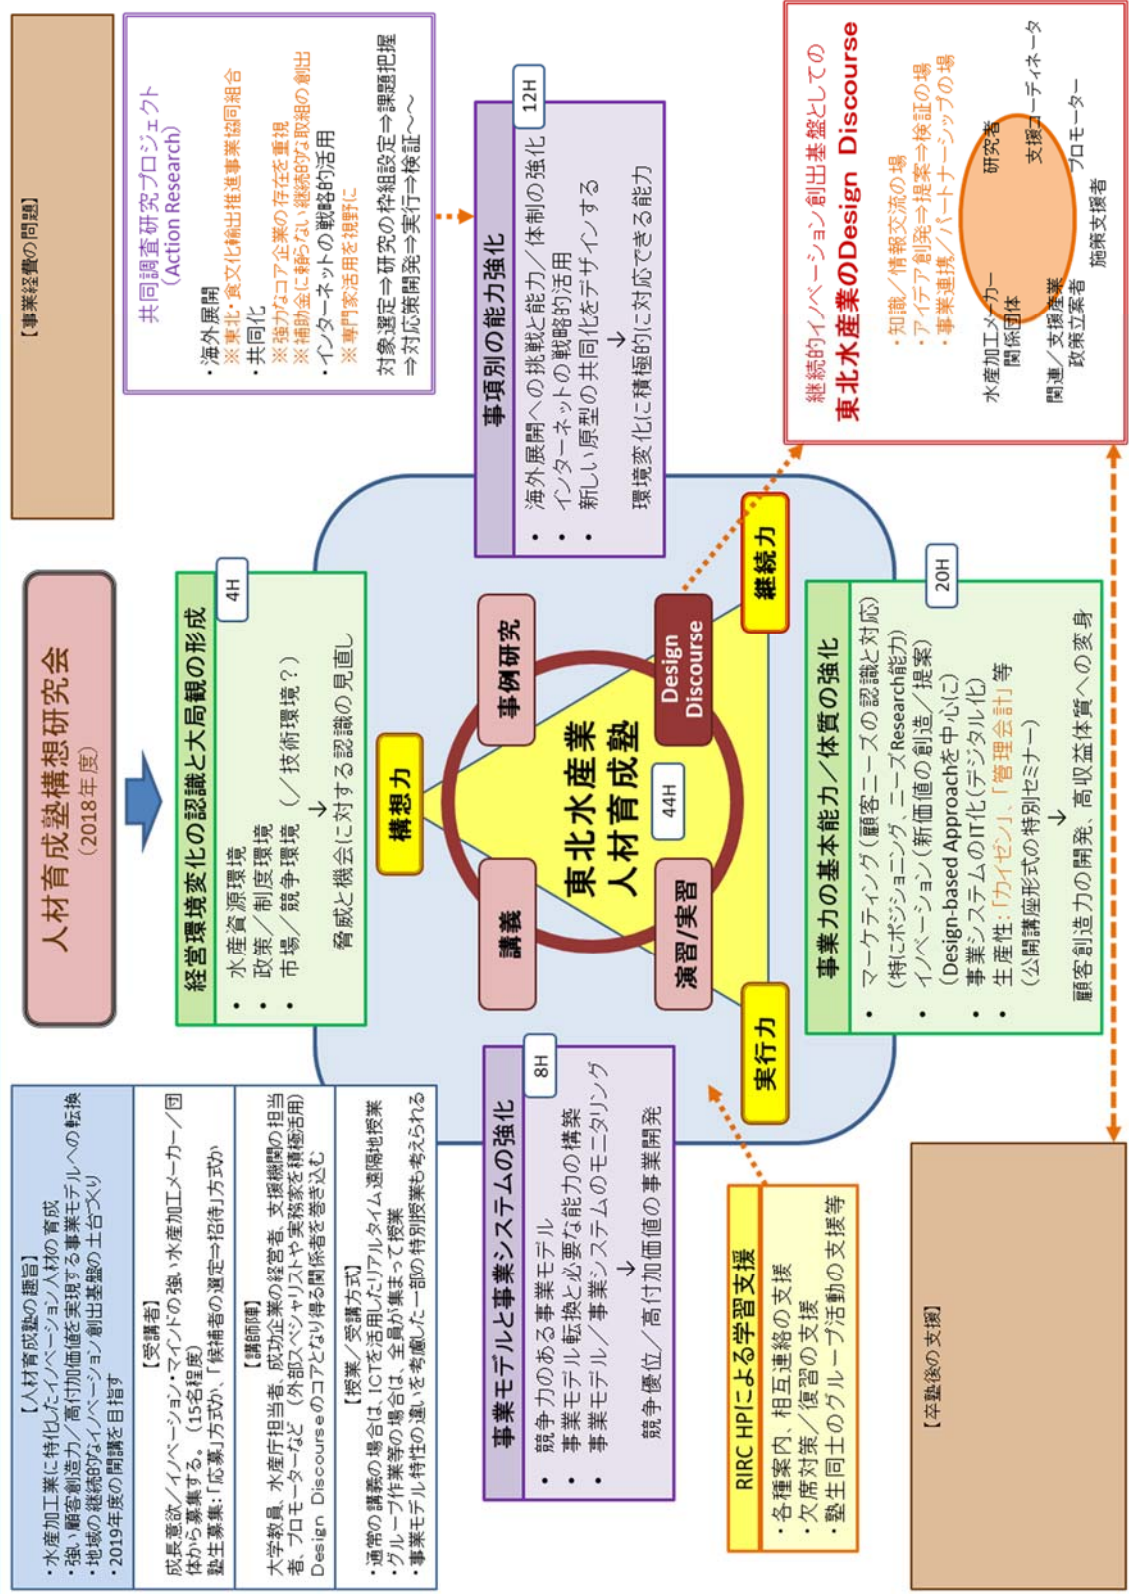 人材育成塾構想研究会
(2018年度)
【人材育成塾の趣旨】
・水産加工業に特化したイノベーション人材の育成
・強い顧客創造力／高付加価値を実現する事業モデルへの転換
・地域の継続的なイノベーション創出基盤の土台づくり
・2019年度の開講を目指す
【受講者】
成長意欲／イノベーション・マインドの強い水産加工メーカー／団
体から募集する。（15名程度）
塾生募集:「応募」方式か、「候補者の選定⇒招待」方式か
【講師陣】
大学教員、水産庁担当者、成功企業の経営者、支援機関の担当
者、プロモーターなど （外部スペシャリストや実務家を積極活用）
Design Discourseのコアとなり得る関係者を巻き込む
【授業／受講方式】
・通常の講義の場合は、ICTを活用したリアルタイム遠隔地授業
・グループ作業等の場合は、全員が集まって授業
・事業モデル特性の違いを考慮した一部の特別授業も考えられる
経営環境変化の認識と大局観の形成
4H
• 水産資源環境
• 政策／制度環境
• 市場／競争環境 （／技術環境？）
↓
脅威と機会に対する認識の見直し
【事業経費の問題】
共同調査研究プロジェクト
（Action Research）
・海外展開
※東北・食文化輸出推進事業協同組合
・共同化
※強力なコア企業の存在を重視
※補助金に頼らない継続的な取組の創出
・インターネットの戦略的活用
※専門家活用を視野に
対象選定⇒研究の枠組設定⇒課題把握
⇒対応策開発⇒実行⇒検証～～
事業モデルと事業システムの強化
8H
• 競争力のある事業モデル
• 事業モデル転換と必要な能力の構築
• 事業モデル／事業システムのモニタリング
↓
競争優位／高付加価値の事業開発
構想力
講義
事例研究
東北水産業
人材育成塾
44H
演習/実習
Design
Discourse
実行力
継続力
事項別の能力強化
12H
• 海外展開への挑戦と能力／体制の強化
• インターネットの戦略的活用
• 新しい原型の共同化をデザインする
↓
環境変化に積極的に対応できる能力
RIRC HPによる学習支援
・各種案内、相互連絡の支援
・欠席対策／復習の支援
・塾生同士のグループ活動の支援等
事業力の基本能力／体質の強化
20H
• マーケティング（顧客ニーズの認識と対応）
（特にポジショニング、ニーズResearch能力）
• イノベーション（新価値の創造／提案）
（Design-based Approachを中心に）
• 事業システムのIT化（デジタル化）
• 生産性:「カイゼン」、「管理会計」等
（公開講座形式の特別セミナー）
↓
顧客創造力の開発、高収益体質への変身
継続的イノベーション創出基盤としての
東北水産業のDesign Discourse
・知識／情報交流の場
・アイデア創発⇒提案⇒検証の場
・事業連携／パートナーシップの場
水産加工メーカー
研究者
関係団体
支援コーディネータ
関連／支援産業
プロモーター
政策立案者
施策支援者
【卒塾後の支援】